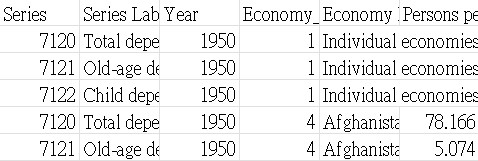 Series Series Lab Year Economy_ Economy Persons pe
7120 Total depe 1950 1 Individual economies
7121 Old-age de 1950 1 Individual economies
7122 Child depe 1950 1 Individual economies
7120 Total depe 1950 4 Afghanista 78.166
7121 Old-age de 1950 4 Afghanista 5.074